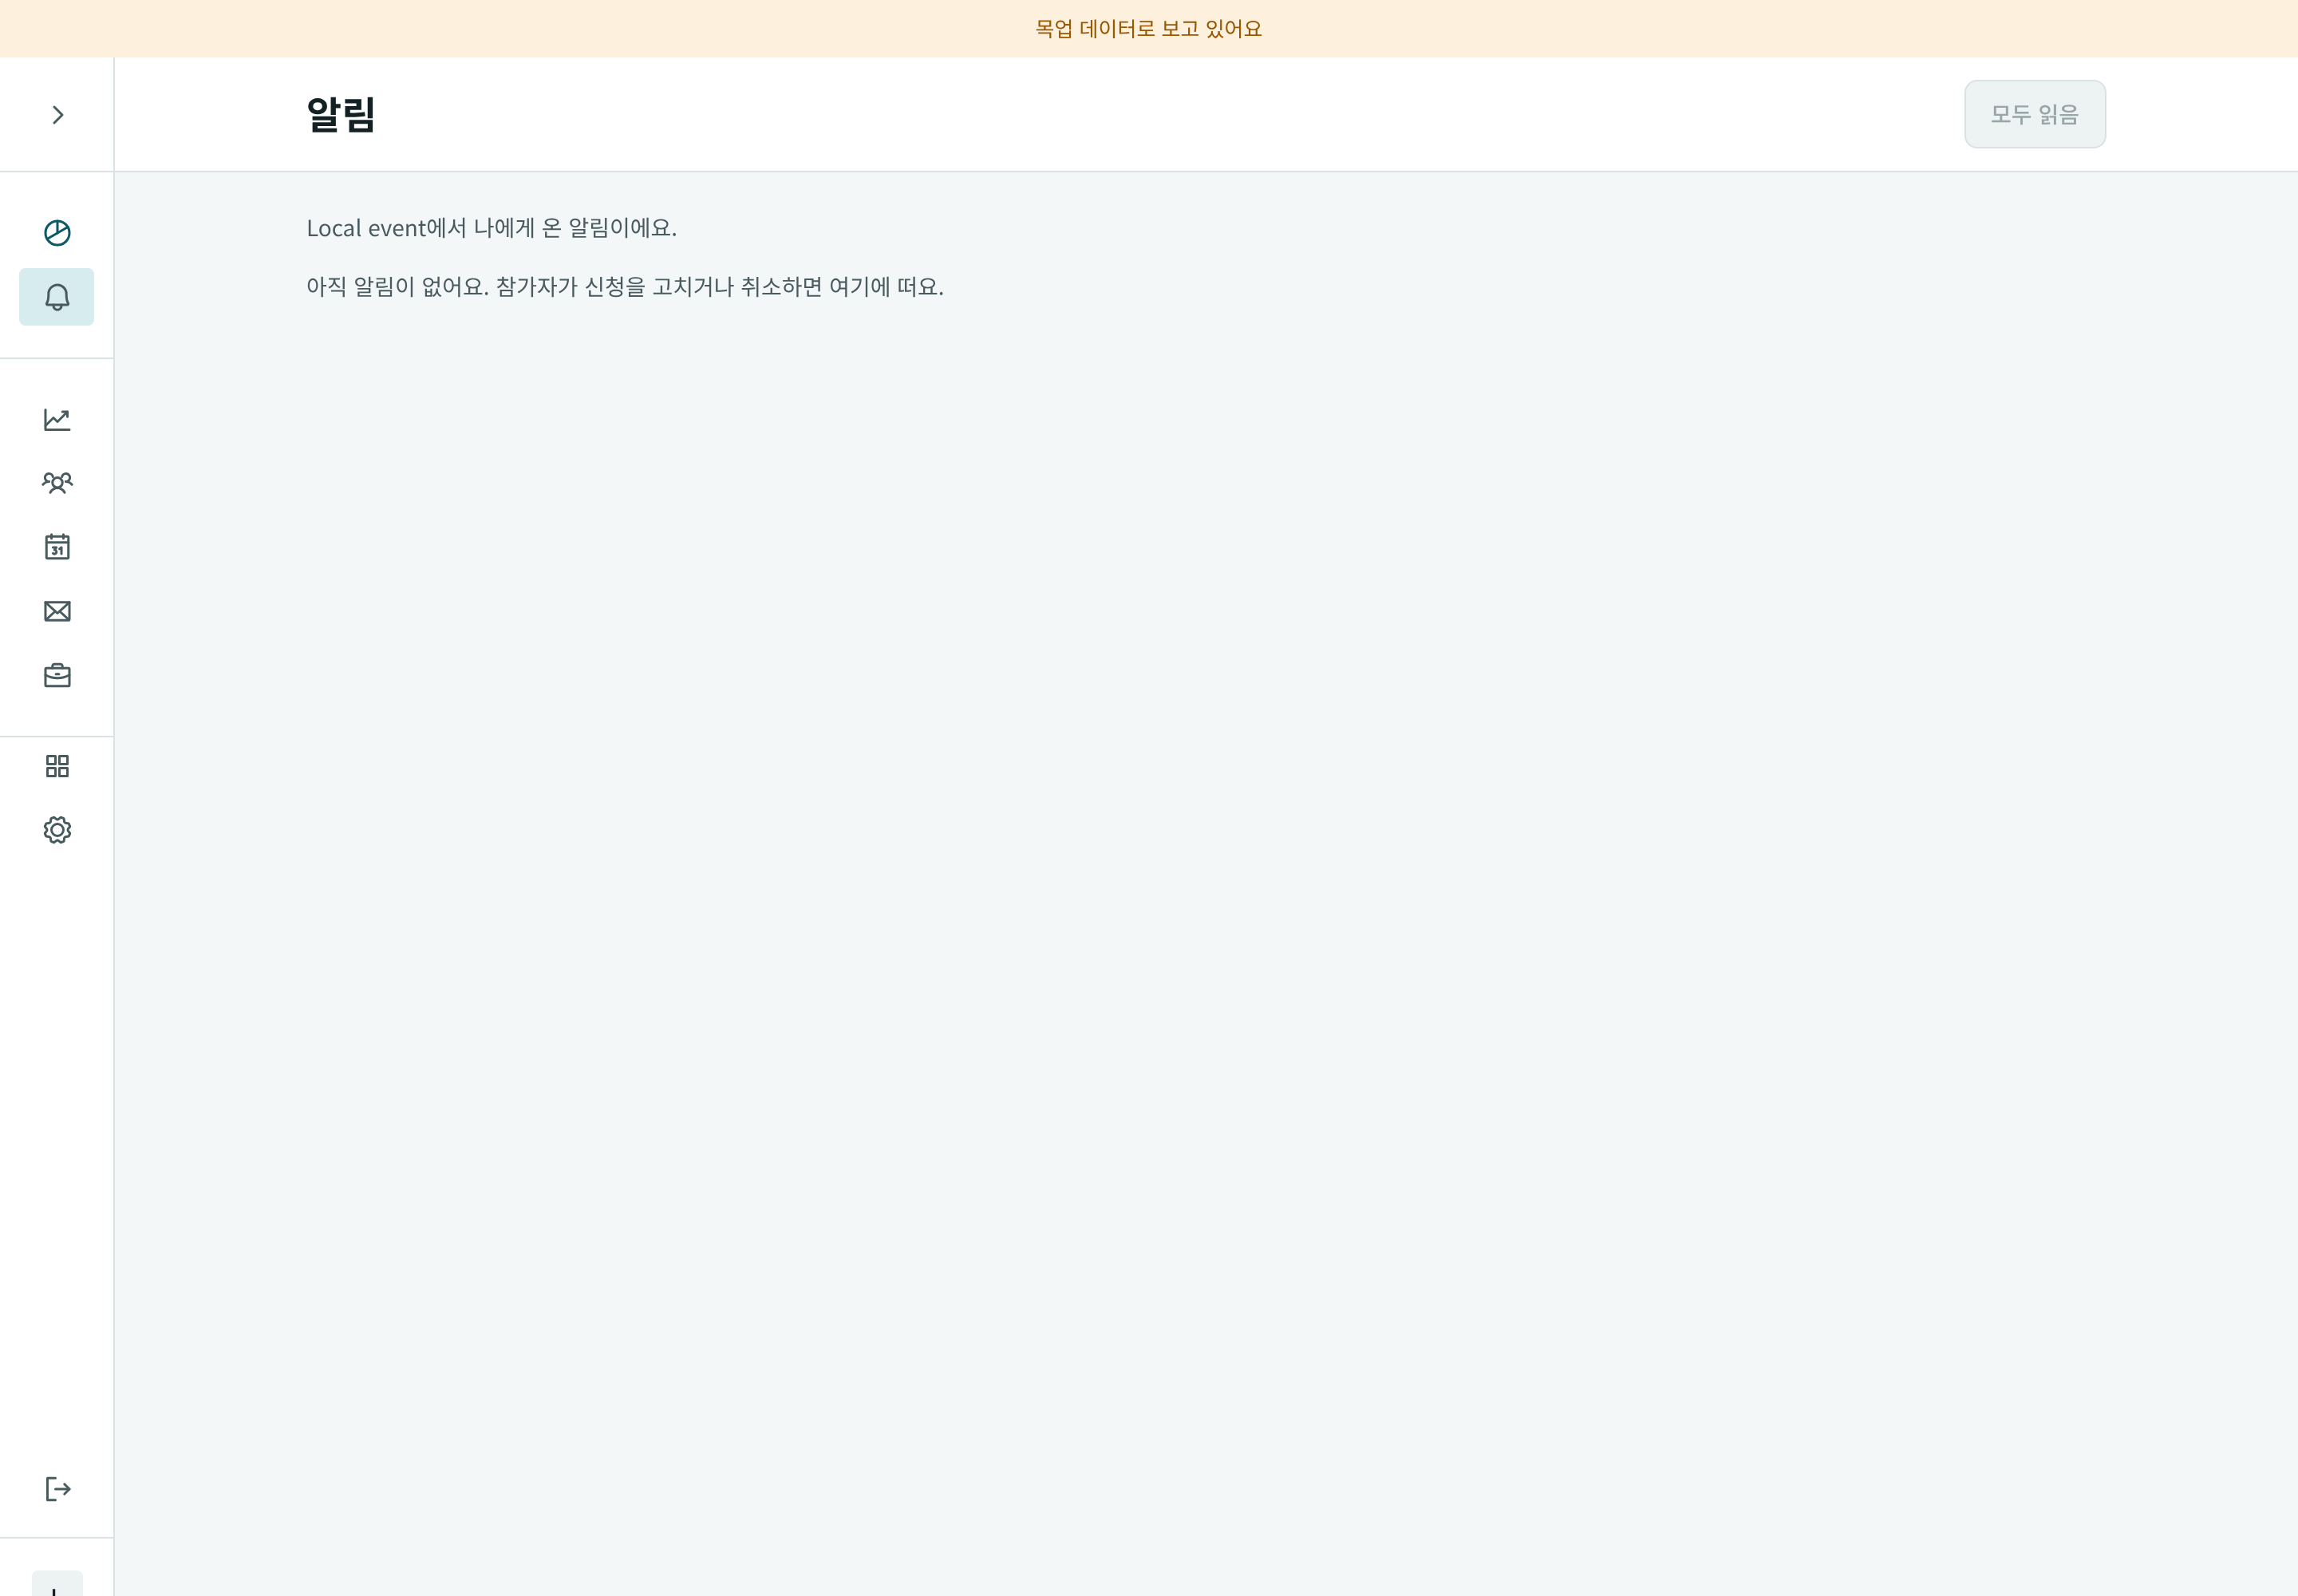 목업 데이터로 보고 있어요
알림
모두 읽음
Local event에서 나에게 온 알림이에요.
아직 알림이 없어요. 참가자가 신청을 고치거나 취소하면 여기에 떠요.
31